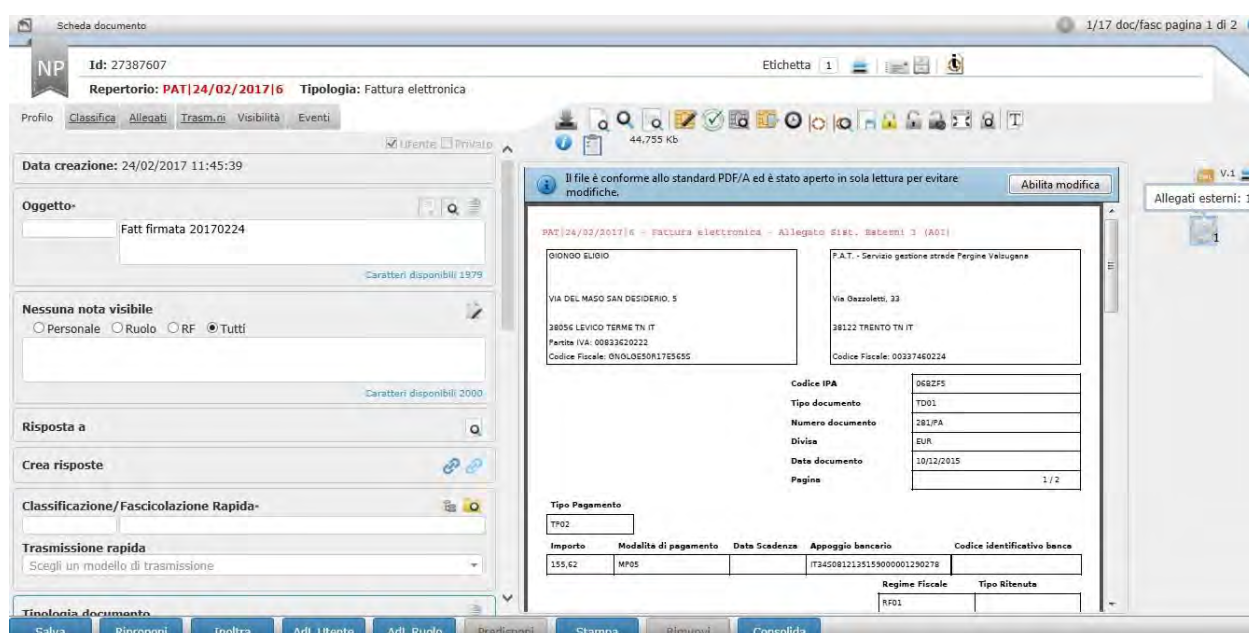 Scheda documento
1/17 doc/fasc pagina 1 di 2
NP
Id: 27387607
Etichetta 1
Repertorio: PAT|24/02/2017|6 Tipologia: Fattura elettronica
Profilo Classifica Allegati Trasm.ni Visibilità Eventi
44,755 Kb
Utente Privato
Data creazione: 24/02/2017 11:45:39
Oggetto*
Fatt firmata 20170224
Caratteri disponibili 1979
Nessuna nota visibile
Personale Ruolo RF Tutti
Caratteri disponibili 2000
Risposta a
Crea risposte
Classificazione/Fascicolazione Rapida*
Trasmissione rapida
Scegli un modello di trasmissione
Tipologia documento
Il file è conforme allo standard PDF/A ed è stato aperto in sola lettura per evitare
modifiche.
Abilita modifica
V.1
Allegati esterni: 1
1
PAT|24/02/2017|6 - Fattura elettronica - Allegato Sist. Esterni 1 (A01)
GIONGO ELIGIO
VIA DEL MASO SAN DESIDERIO, 5
38056 LEVICO TERME TN IT
Partita IVA: 00833620222
Codice Fiscale: GNGLGE50R17E565S
P.A.T. - Servizio gestione strade Pergine Valsugana
Via Gazzoletti, 33
38122 TRENTO TN IT
Codice Fiscale: 00337460224
Codice IPA 06BZF5
Tipo documento TD01
Numero documento 281/PA
Divisa EUR
Data documento 10/12/2015
Pagina 1/2
Tipo Pagamento
TP02
Importo Modalità di pagamento Data Scadenza Appoggio bancario Codice identificativo banca
155,62 MP05 IT34S0812135159000001290278
Regime Fiscale Tipo Ritenuta
RF01
Salva Riproponi Inoltra AdL Utente AdL Ruolo Predisponi Stampa Rimuovi Consolida